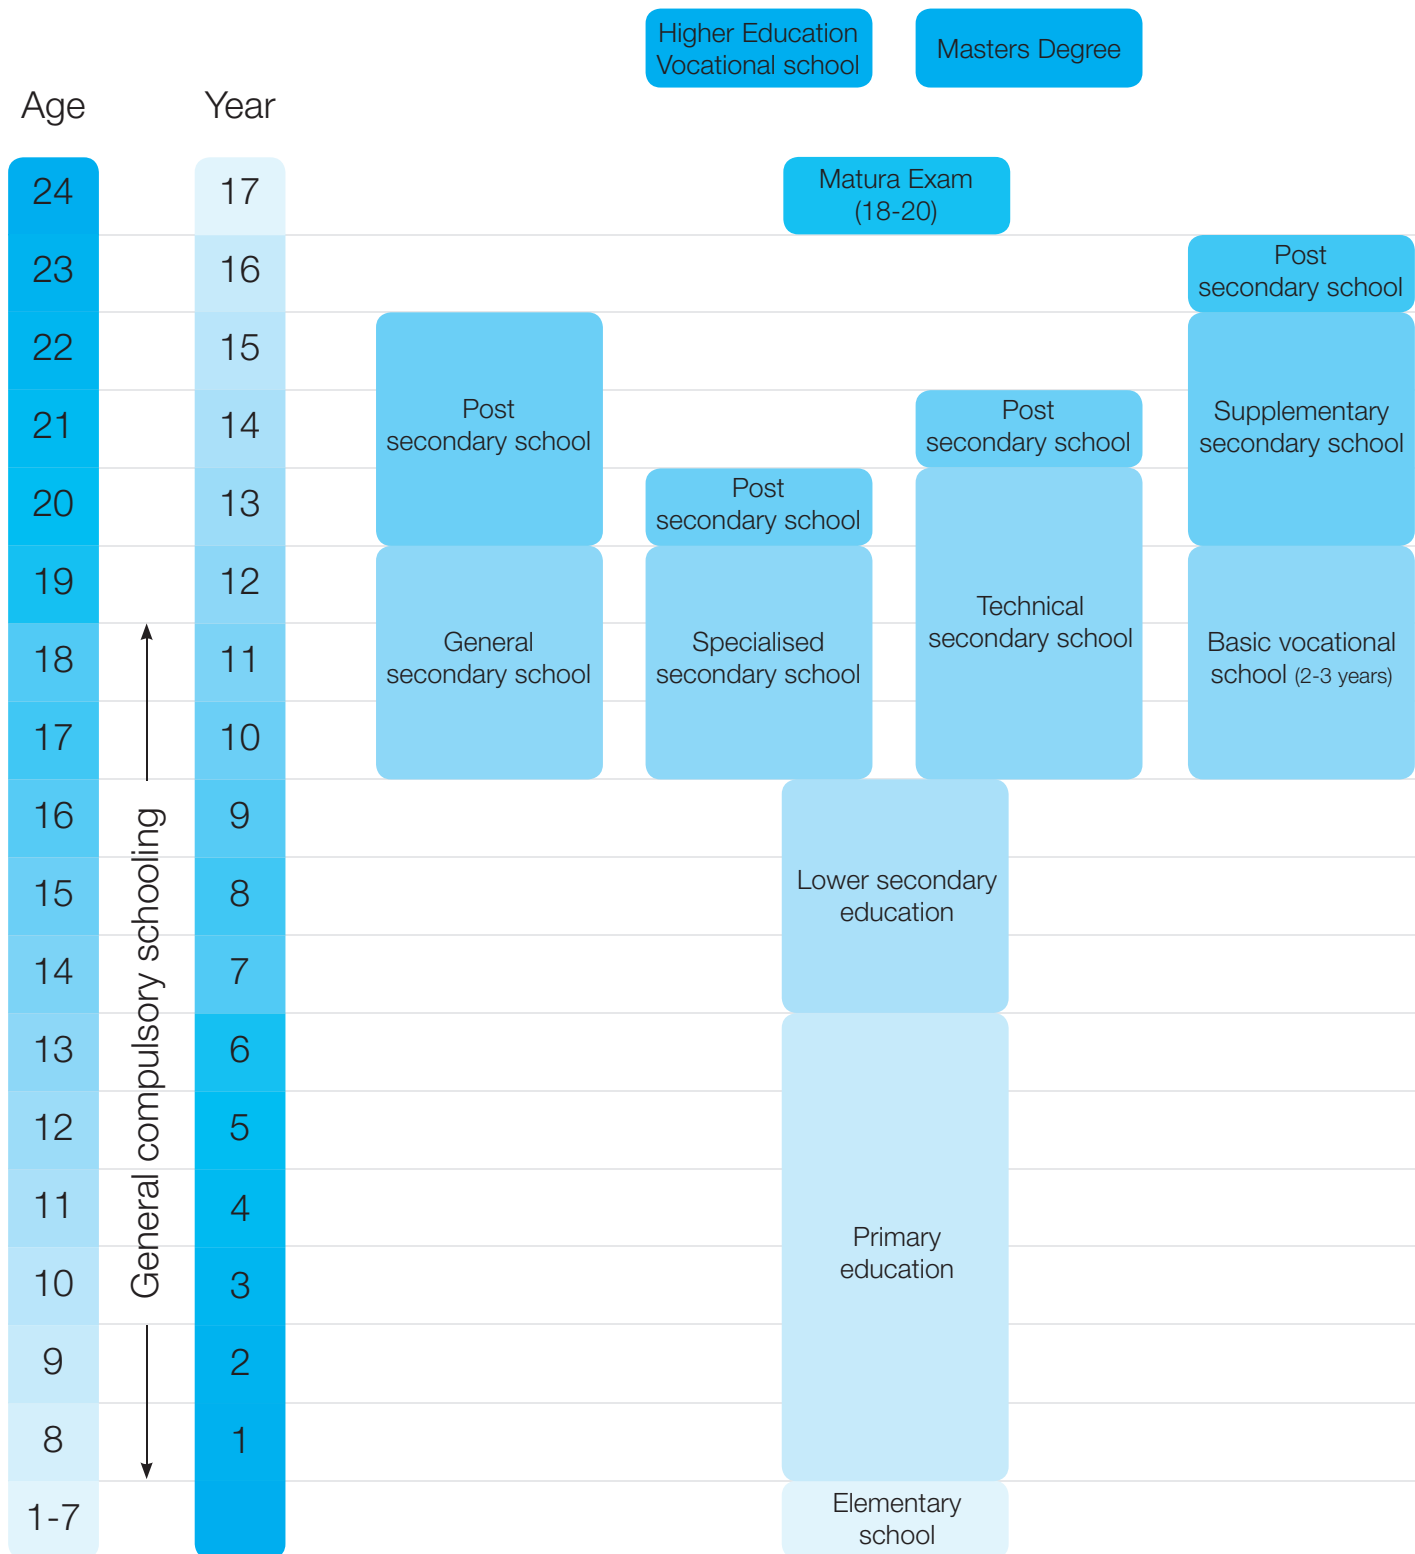 Higher Education
Vocational school
Masters Degree
Age
Year
24
17
Matura Exam
(18-20)
23
16
Post
secondary school
22
15
21
14
Post
secondary school
Post
secondary school
Supplementary
secondary school
20
13
Post
secondary school
19
12
Technical
secondary school
18
11
General
secondary school
Specialised
secondary school
Basic vocational
school (2-3 years)
17
10
General compulsory schooling
16
9
15
8
Lower secondary
education
14
7
13
6
12
5
11
4
Primary
education
10
3
9
2
8
1
1-7
Elementary
school